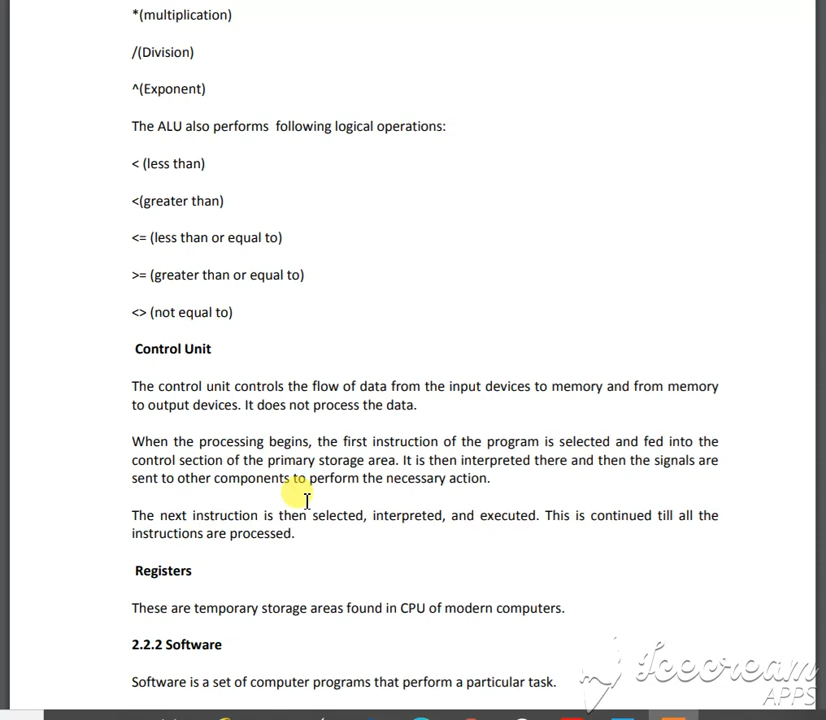 *(multiplication)
/(Division)
^(Exponent)
The ALU also performs following logical operations:
< (less than)
<(greater than)
<= (less than or equal to)
>= (greater than or equal to)
<> (not equal to)
Control Unit
The control unit controls the flow of data from the input devices to memory and from memory
to output devices. It does not process the data.
When the processing begins, the first instruction of the program is selected and fed into the
control section of the primary storage area. It is then interpreted there and then the signals are
sent to other components to perform the necessary action.
The next instruction is then selected, interpreted, and executed. This is continued till all the
instructions are processed.
Registers
These are temporary storage areas found in CPU of modern computers.
2.2.2 Software
Software is a set of computer programs that perform a particular task.
Icecream
APPS